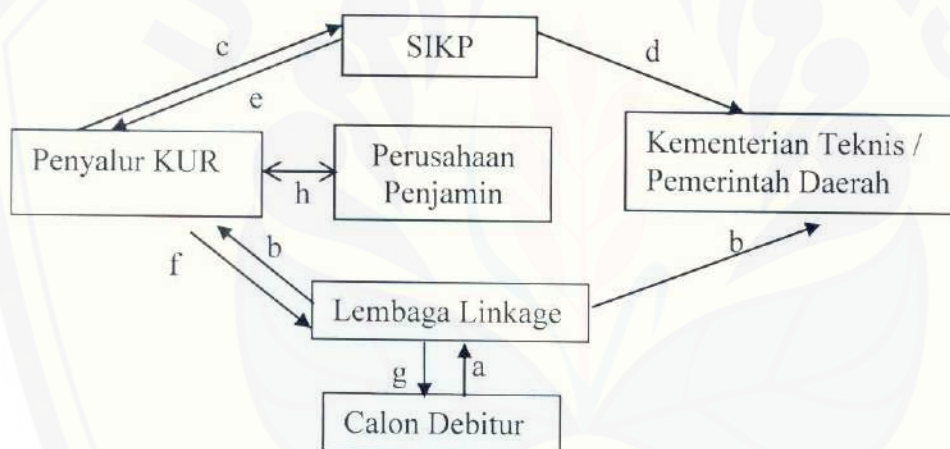 c
SIKP
d
e
Penyalur KUR
h
Perusahaan
Penjamin
Kementerian Teknis /
Pemerintah Daerah
f
b
b
Lembaga Linkage
g
a
Calon Debitur